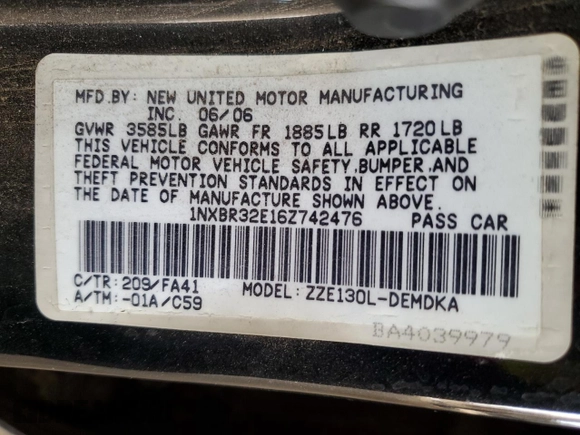 MFD.BY: NEW UNITED MOTOR MANUFACTURING
INC. 06/06
GVWR 3585LB GAWR FR 1885LB RR 1720LB
THIS VEHICLE CONFORMS TO ALL APPLICABLE
FEDERAL MOTOR VEHICLE SAFETY,BUMPER,AND
THEFT PREVENTION STANDARDS IN EFFECT ON
THE DATE OF MANUFACTURE SHOWN ABOVE.
1NXBR32E16Z742476 PASS CAR
C/TR: 209/FA41 MODEL: ZZE130L-DEMDKA
A/TM: -01A/C59
BA4039979